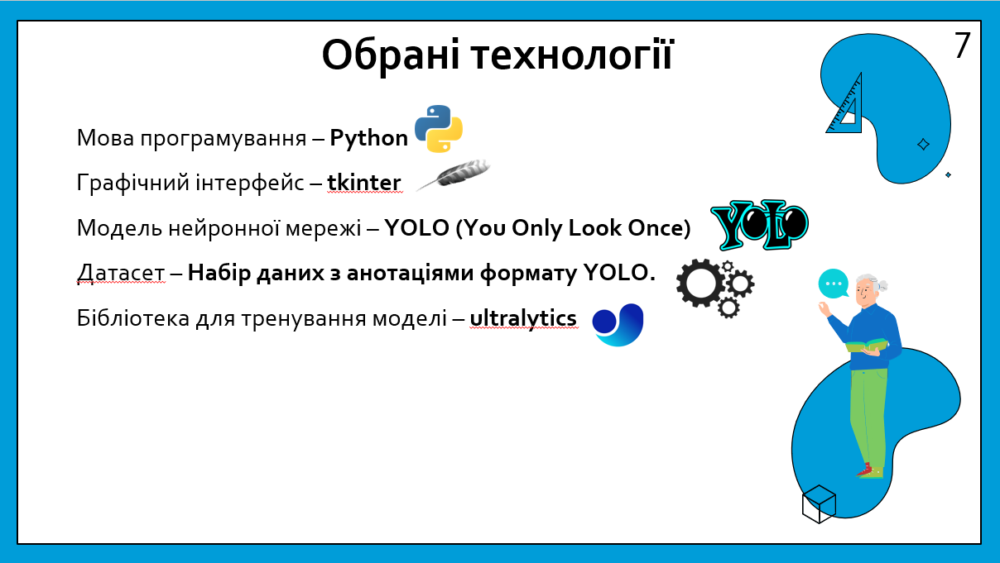 Обрані технології
7
Мова програмування – Python
Графічний інтерфейс – tkinter
Модель нейронної мережі – YOLO (You Only Look Once)
YOLO
Датасет – Набір даних з анотаціями формату YOLO.
Бібліотека для тренування моделі – ultralytics